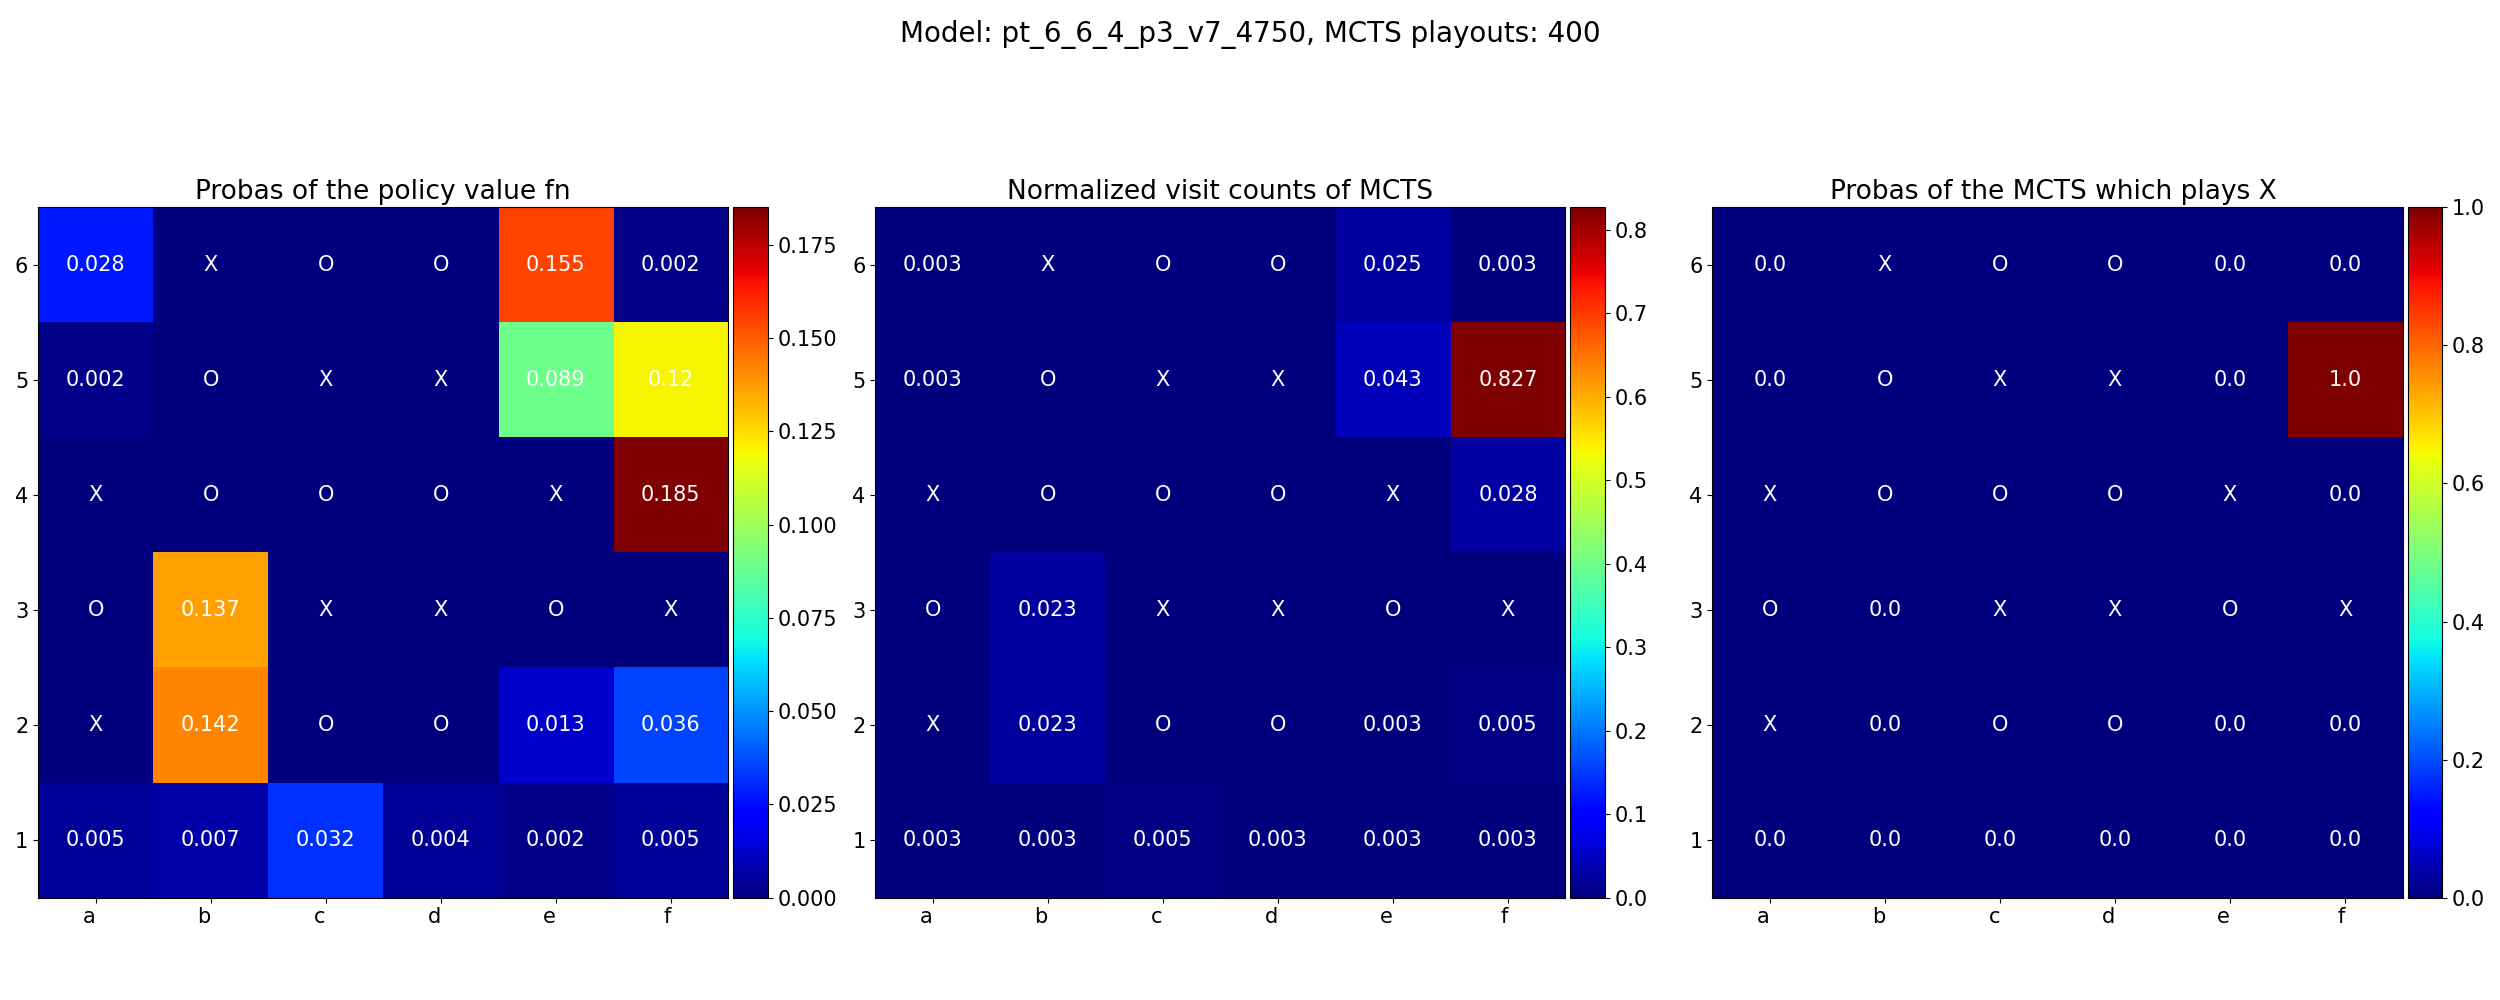 Model: pt_6_6_4_p3_v7_4750, MCTS playouts: 400
Probas of the policy value fn
6 0.028 X O O 0.155 0.002
5 0.002 O X X 0.089 0.12
4 X O O O X 0.185
3 O 0.137 X X O X
2 X 0.142 O O 0.013 0.036
1 0.005 0.007 0.032 0.004 0.002 0.005
a b c d e f
0.175
0.150
0.125
0.100
0.075
0.050
0.025
0.000
Normalized visit counts of MCTS
6 0.003 X O O 0.025 0.003
5 0.003 O X X 0.043 0.827
4 X O O O X 0.028
3 O 0.023 X X O X
2 X 0.023 O O 0.003 0.005
1 0.003 0.003 0.005 0.003 0.003 0.003
a b c d e f
0.8
0.7
0.6
0.5
0.4
0.3
0.2
0.1
0.0
Probas of the MCTS which plays X
6 0.0 X O O 0.0 0.0
5 0.0 O X X 0.0 1.0
4 X O O O X 0.0
3 O 0.0 X X O X
2 X 0.0 O O 0.0 0.0
1 0.0 0.0 0.0 0.0 0.0 0.0
a b c d e f
1.0
0.8
0.6
0.4
0.2
0.0